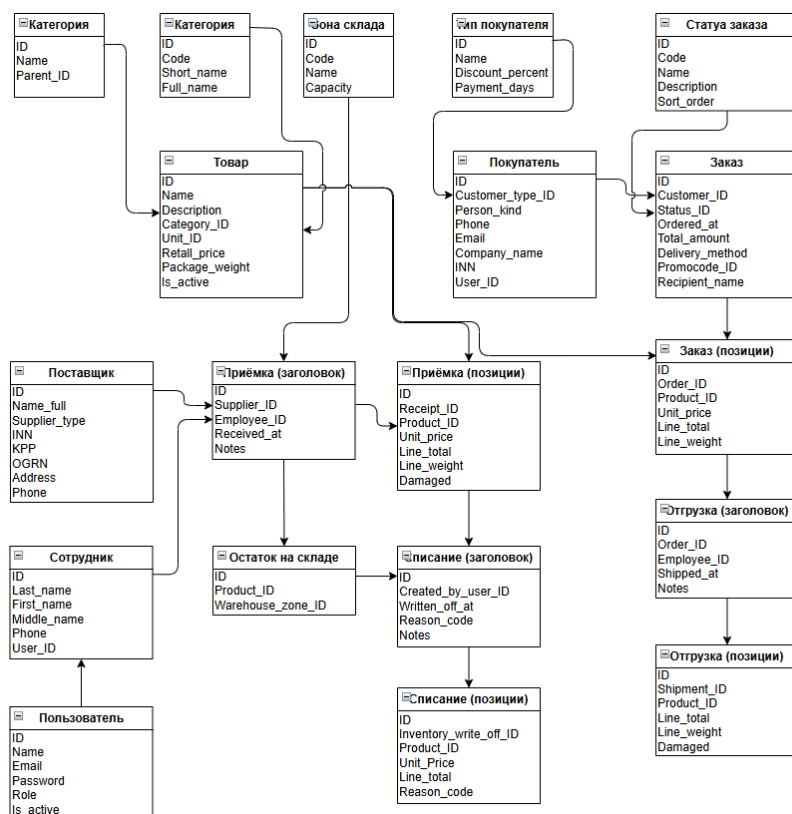 Категория
ID
Name
Parent_ID
Категория
ID
Code
Short_name
Full_name
Зона склада
ID
Code
Name
Capacity
Тип покупателя
ID
Name
Discount_percent
Payment_days
Статуа заказа
ID
Code
Name
Description
Sort_order
Товар
ID
Name
Description
Category_ID
Unit_ID
Retall_price
Package_weight
Is_active
Покупатель
ID
Customer_type_ID
Person_kind
Phone
Email
Company_name
INN
User_ID
Заказ
ID
Customer_ID
Status_ID
Ordered_at
Total_amount
Delivery_method
Promocode_ID
Recipient_name
Поставщик
ID
Name_full
Supplier_type
INN
KPP
OGRN
Address
Phone
Приёмка (заголовок)
ID
Supplier_ID
Employee_ID
Received_at
Notes
Приёмка (позиции)
ID
Receipt_ID
Product_ID
Unit_price
Line_total
Line_weight
Damaged
Заказ (позиции)
ID
Order_ID
Product_ID
Unit_price
Line_total
Line_weight
Сотрудник
ID
Last_name
First_name
Middle_name
Phone
User_ID
Остаток на складе
ID
Product_ID
Warehouse_zone_ID
Списание (заголовок)
ID
Created_by_user_ID
Written_off_at
Reason_code
Notes
Отгрузка (заголовок)
ID
Order_ID
Employee_ID
Shipped_at
Notes
Пользователь
ID
Name
Email
Password
Role
Is_active
Списание (позиции)
ID
Inventory_write_off_ID
Product_ID
Unit_Price
Line_total
Reason_code
Отгрузка (позиции)
ID
Shipment_ID
Product_ID
Line_total
Line_weight
Damaged